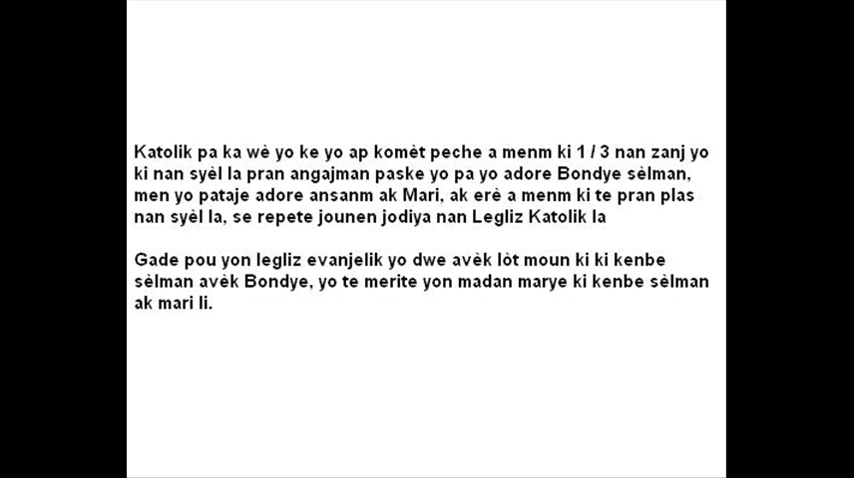 Katolik pa ka wè yo ke yo ap komèt peche a menm ki 1 / 3 nan zanj yo
ki nan syèl la pran angajman paske yo pa yo adore Bondye sèlman,
men yo pataje adore ansanm ak Mari, ak erè a menm ki te pran plas
nan syèl la, se repete jounen jodiya nan Legliz Katolik la
Gade pou yon legliz evanjelik yo dwe avèk lòt moun ki ki kenbe
sèlman avèk Bondye, yo te merite yon madan marye ki kenbe sèlman
ak mari li.